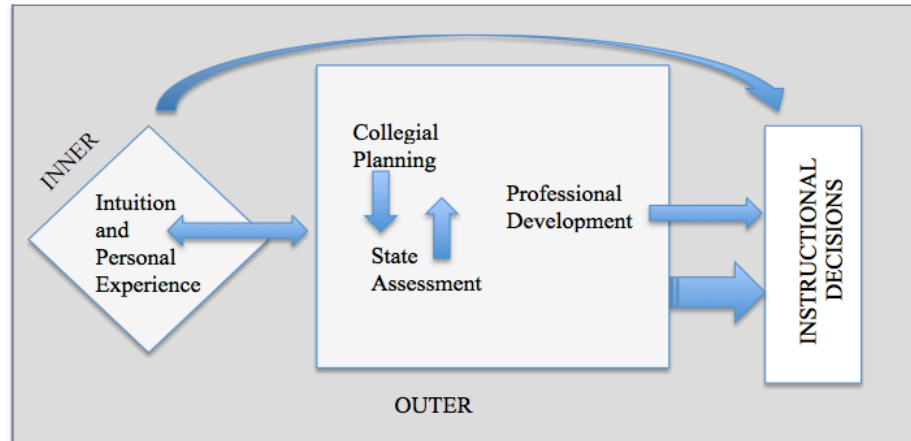 INNER
Intuition
and
Personal
Experience
Collegial
Planning
State
Assessment
Professional
Development
INSTRUCTIONAL
DECISIONS
OUTER